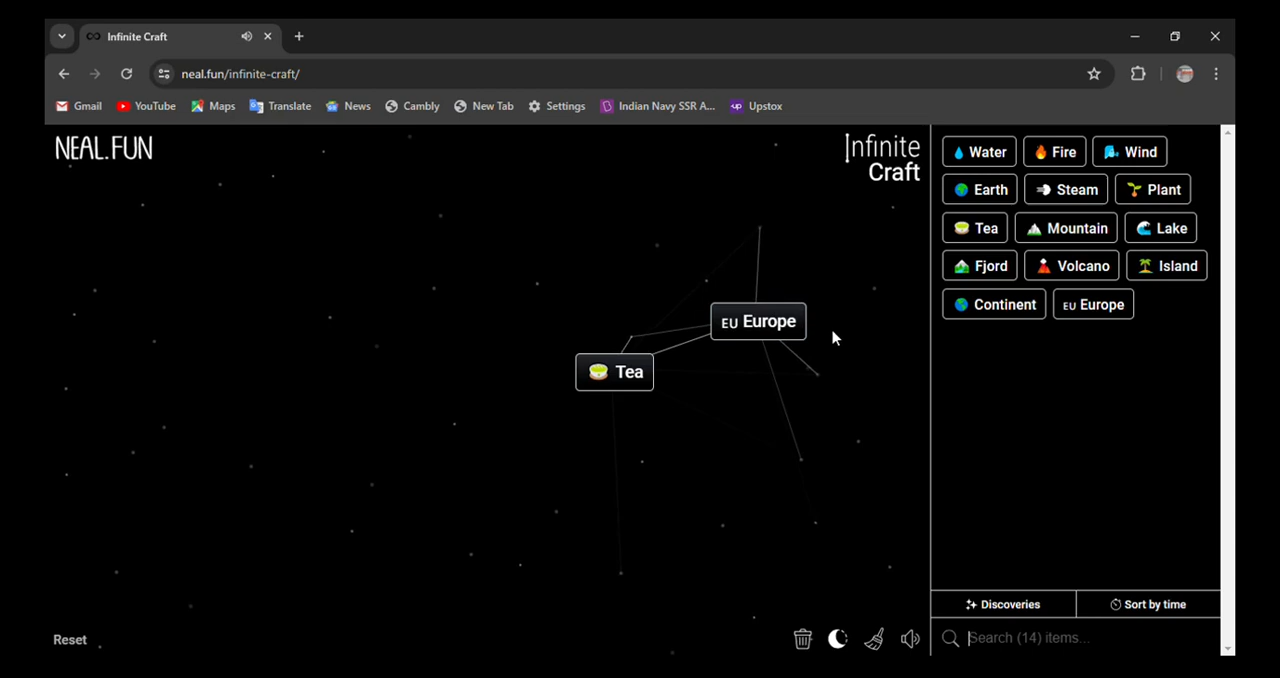 Infinite Craft
neal.fun/infinite-craft/
Gmail YouTube Maps Translate News Cambly New Tab Settings Indian Navy SSR A... Upstox
NEAL.FUN
Infinite
Craft
Water Fire Wind
Earth Steam Plant
Tea Mountain Lake
Fjord Volcano Island
Continent EU Europe
EU Europe
Tea
Discoveries Sort by time
Reset
Search (14) items...